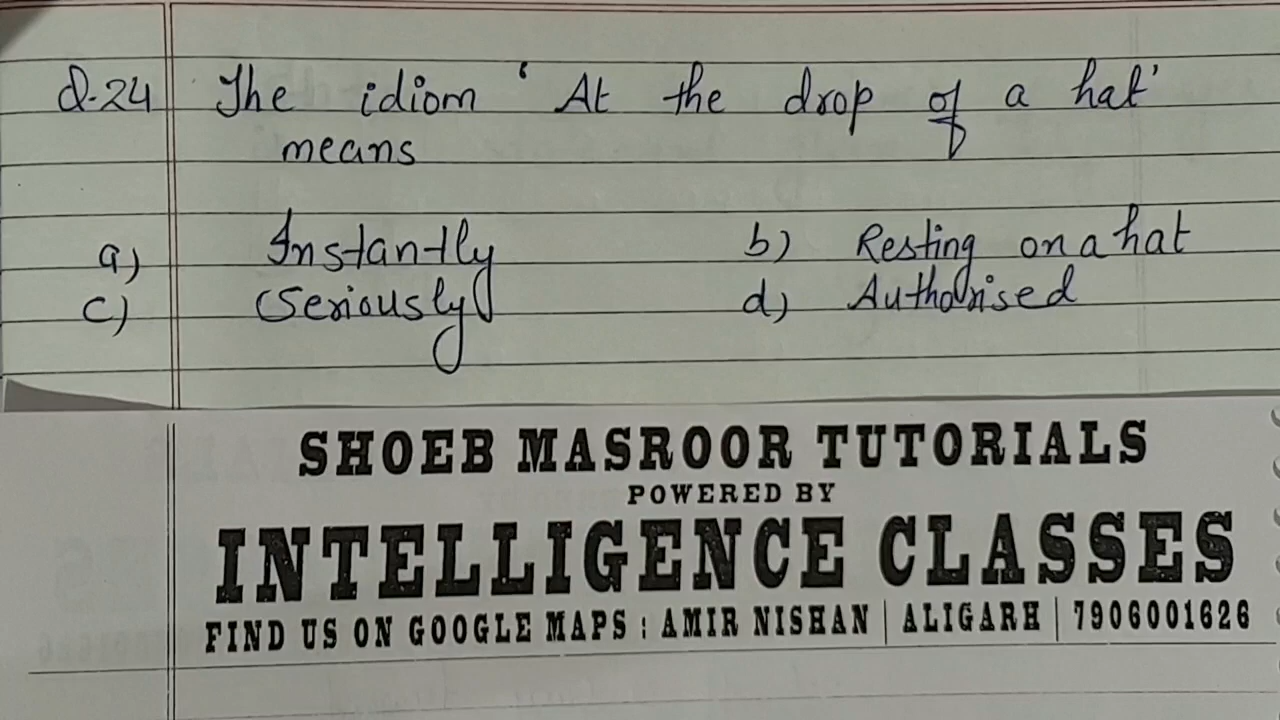 Q.24 The idiom 'At the drop of a hat'
means
a) Instantly b) Resting on a hat
c) Seriously d) Authorised
SHOEB MASROOR TUTORIALS
POWERED BY
INTELLIGENCE CLASSES
FIND US ON GOOGLE MAPS : AMIR NISHAN | ALIGARH | 7906001626